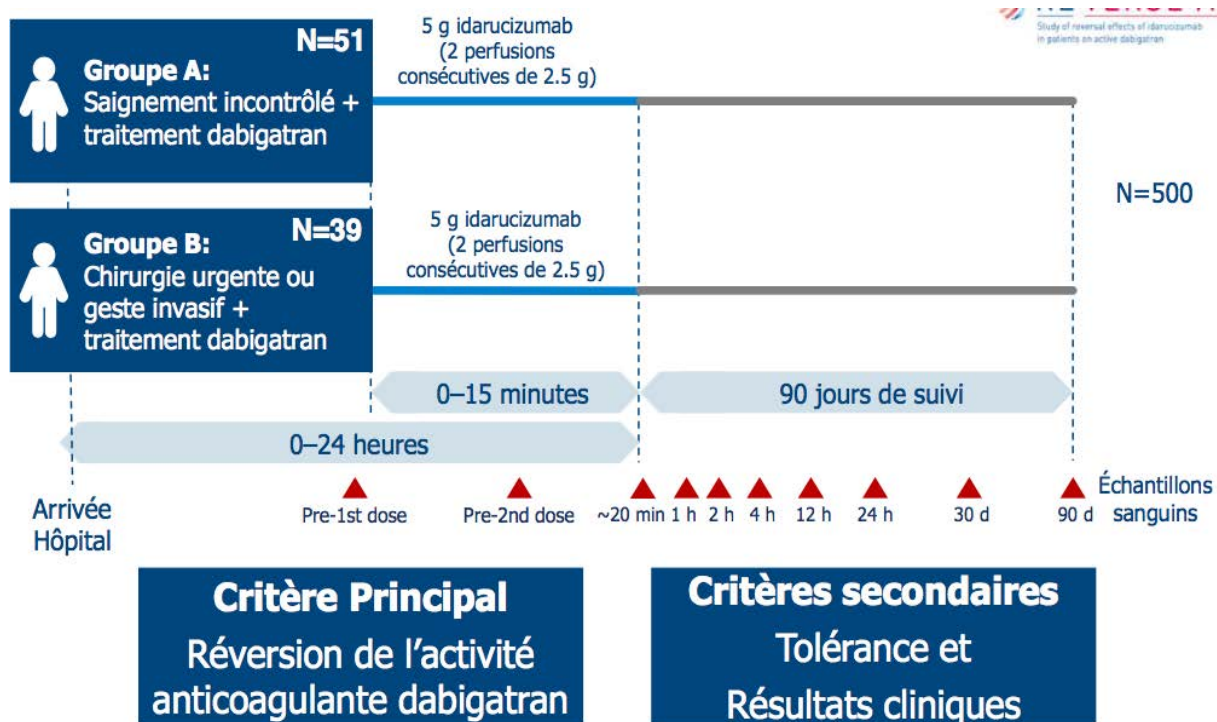 Study of reversal effects of idarucizumab
in patients on active dabigatran
N=51
Groupe A:
Saignement incontrôlé +
traitement dabigatran
5 g idarucizumab
(2 perfusions
consécutives de 2.5 g)
N=500
N=39
Groupe B:
Chirurgie urgente ou
geste invasif +
traitement dabigatran
5 g idarucizumab
(2 perfusions
consécutives de 2.5 g)
0–15 minutes
90 jours de suivi
0–24 heures
Arrivée
Hôpital
Pre-1st dose
Pre-2nd dose
~20 min
1 h
2 h
4 h
12 h
24 h
30 d
90 d
Échantillons
sanguins
Critère Principal
Réversion de l’activité
anticoagulante dabigatran
Critères secondaires
Tolérance et
Résultats cliniques